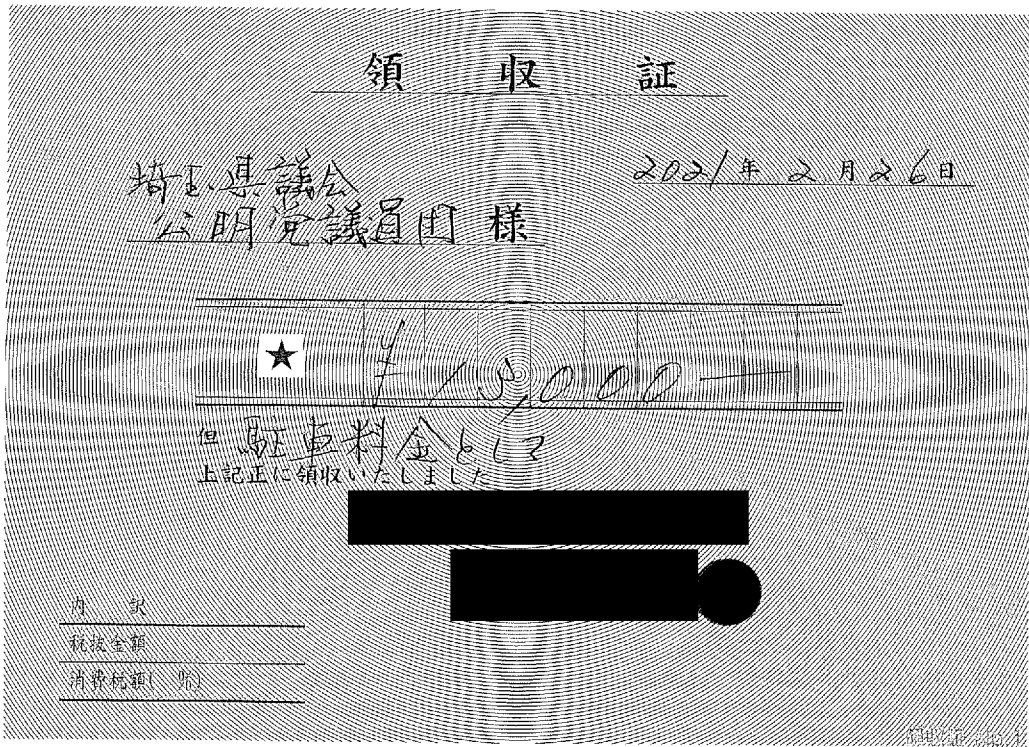 領収証
2021年2月26日
埼玉県議会
公明党議員団 様
★ ¥15,000—
但 駐車料金として
上記正に領収いたしました
内訳
税抜金額
消費税額( %)